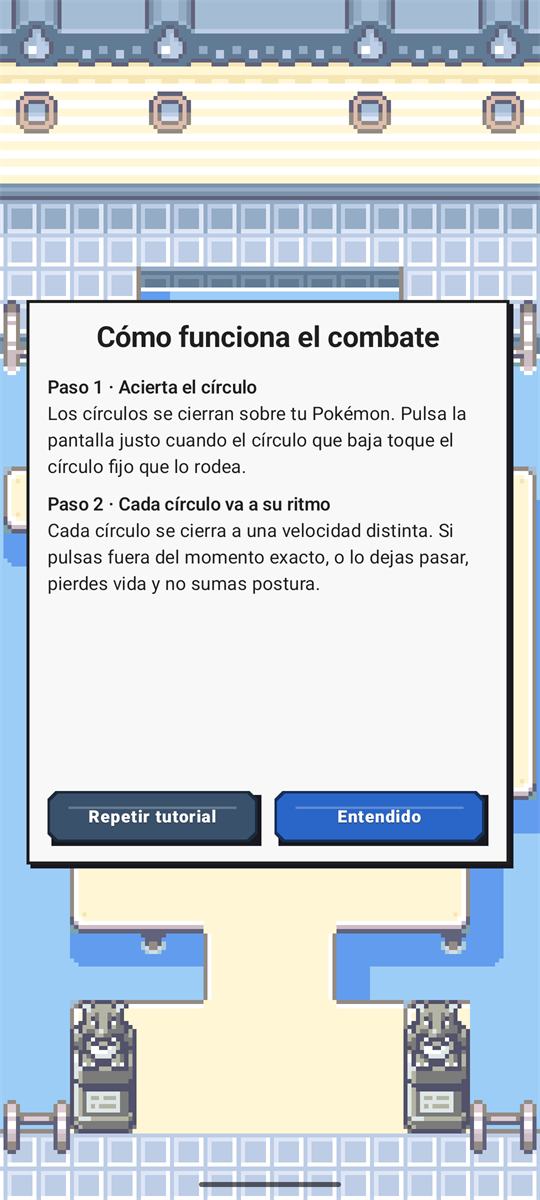 Cómo funciona el combate
Paso 1 · Acierta el círculo
Los círculos se cierran sobre tu Pokémon. Pulsa la
pantalla justo cuando el círculo que baja toque el
círculo fijo que lo rodea.
Paso 2 · Cada círculo va a su ritmo
Cada círculo se cierra a una velocidad distinta. Si
pulsas fuera del momento exacto, o lo dejas pasar,
pierdes vida y no sumas postura.
Repetir tutorial
Entendido